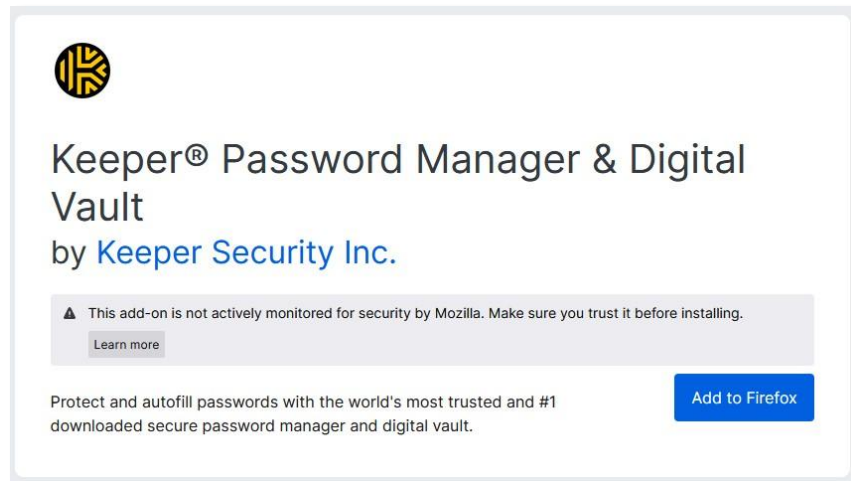 Keeper® Password Manager & Digital
Vault
by Keeper Security Inc.
This add-on is not actively monitored for security by Mozilla. Make sure you trust it before installing.
Learn more
Protect and autofill passwords with the world's most trusted and #1
downloaded secure password manager and digital vault.
Add to Firefox